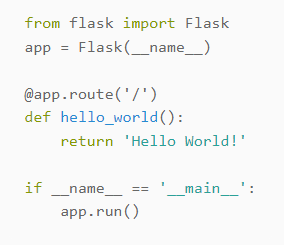 from flask import Flask
app = Flask(__name__)

@app.route('/')
def hello_world():
    return 'Hello World!'

if __name__ == '__main__':
    app.run()